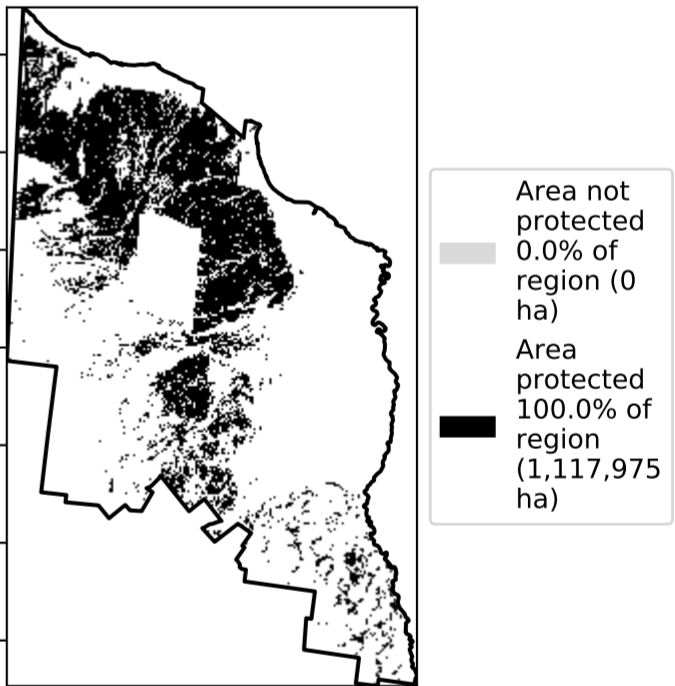 Area not
protected
0.0% of
region (0
ha)
Area
protected
100.0% of
region
(1,117,975
ha)